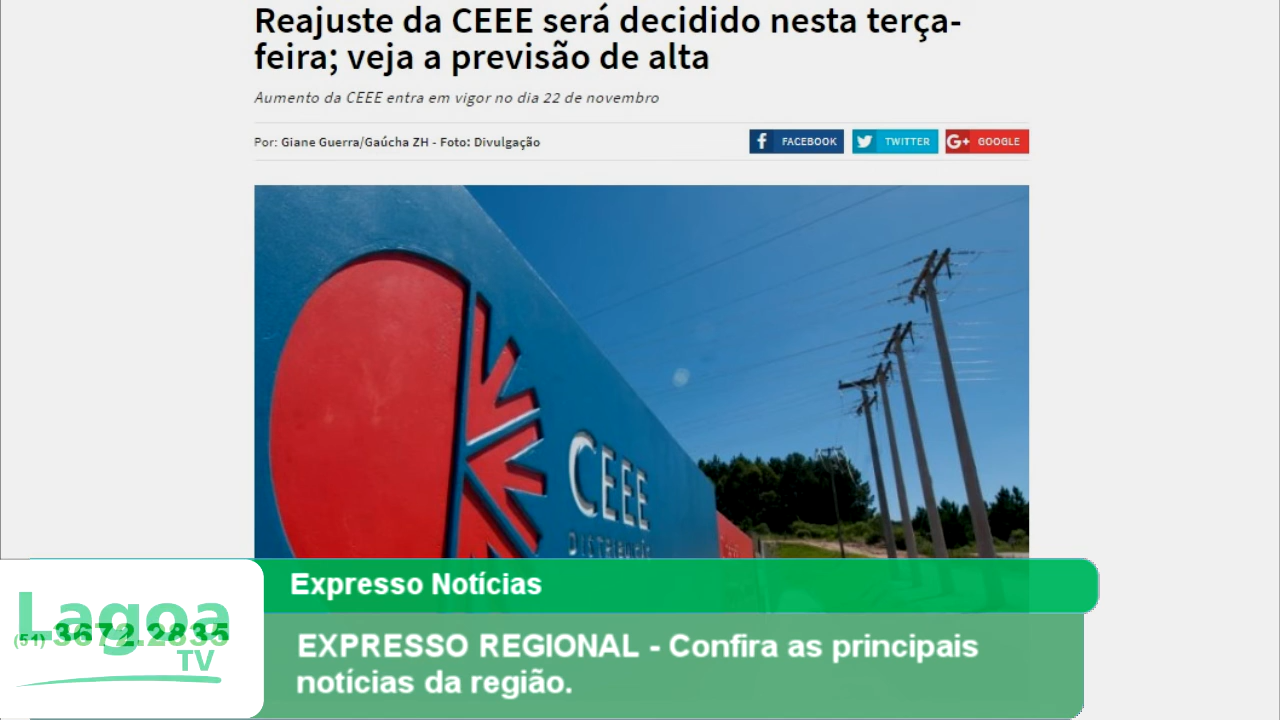 Reajuste da CEEE será decidido nesta terça-
feira; veja a previsão de alta
Aumento da CEEE entra em vigor no dia 22 de novembro
Por: Giane Guerra/Gaúcha ZH - Foto: Divulgação
FACEBOOK
TWITTER
G+ GOOGLE
CEEE
Expresso Notícias
Lagoa
(51) 3672.2835
TV
EXPRESSO REGIONAL - Confira as principais
notícias da região.